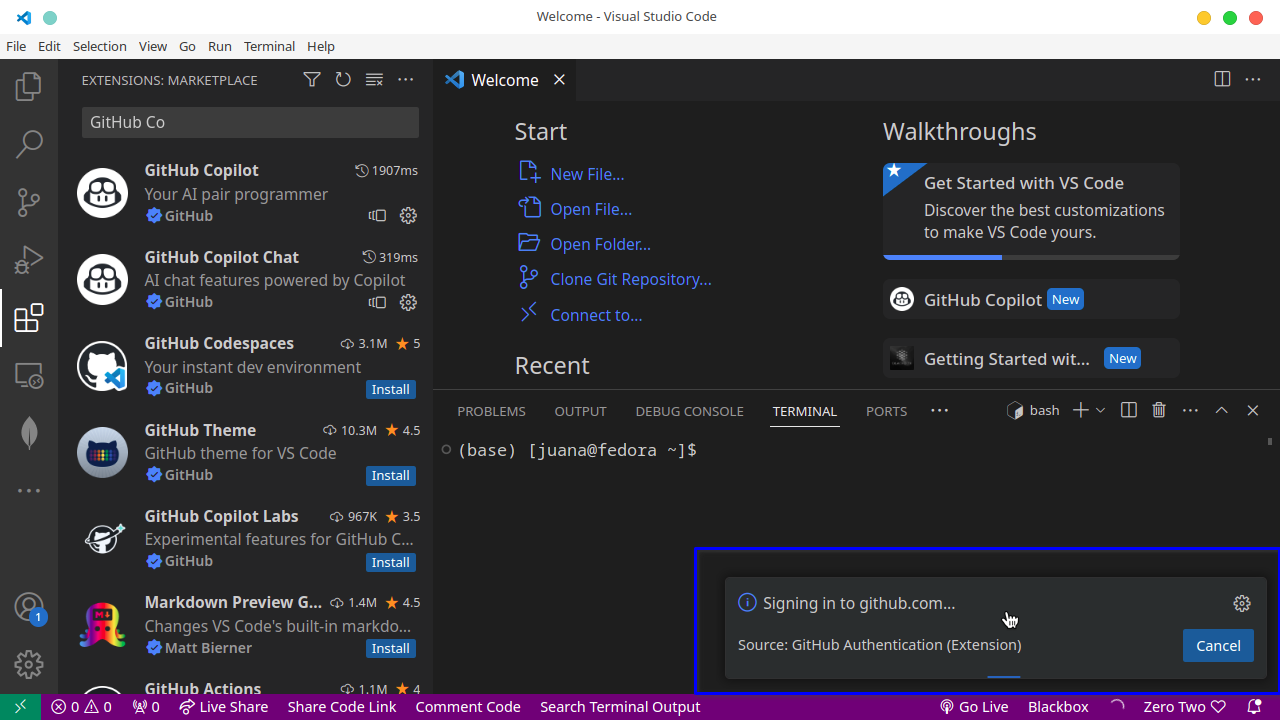 Welcome - Visual Studio Code
File Edit Selection View Go Run Terminal Help
EXTENSIONS: MARKETPLACE
GitHub Co
GitHub Copilot 1907ms
Your AI pair programmer
GitHub
GitHub Copilot Chat 319ms
AI chat features powered by Copilot
GitHub
GitHub Codespaces 3.1M 5
Your instant dev environment
GitHub Install
GitHub Theme 10.3M 4.5
GitHub theme for VS Code
GitHub Install
GitHub Copilot Labs 967K 3.5
Experimental features for GitHub C...
GitHub Install
Markdown Preview G... 1.4M 4.5
Changes VS Code's built-in markdo...
Matt Bierner Install
GitHub Actions 1.1M 4
1
Welcome
Start
New File...
Open File...
Open Folder...
Clone Git Repository...
Connect to...
Recent
Walkthroughs
Get Started with VS Code
Discover the best customizations
to make VS Code yours.
GitHub Copilot New
Getting Started wit... New
PROBLEMS OUTPUT DEBUG CONSOLE TERMINAL PORTS bash
(base) [juana@fedora ~]$
Signing in to github.com...
Source: GitHub Authentication (Extension) Cancel
0 0 0 Live Share Share Code Link Comment Code Search Terminal Output Go Live Blackbox Zero Two